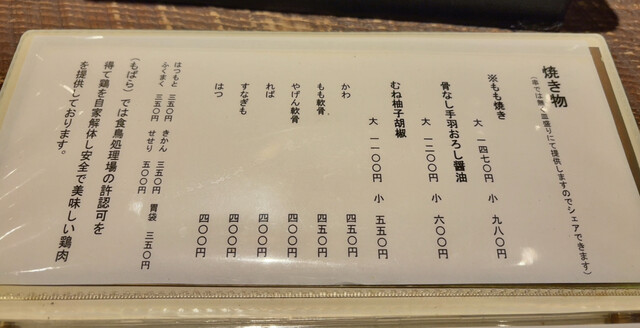 焼き物
(串では無く皿盛りにて提供しますのでシェアできます)
※もも焼き
大 一四七〇円 小 九八〇円
骨なし手羽おろし醤油
大 一二〇〇円 小 六〇〇円
むね柚子胡椒
大 一一〇〇円 小 五五〇円
かわ 四五〇円
もも軟骨 四五〇円
やげん軟骨 四〇〇円
れば 四〇〇円
すなぎも 四〇〇円
はつ 四〇〇円
はつもと 三五〇円 きかん 三五〇円 胃袋 三五〇円
ふくまく 三五〇円 せせり 五〇〇円
(もばら)では食鳥処理場の許認可を
得て鶏を自家解体し安全で美味しい鶏肉
を提供しております。